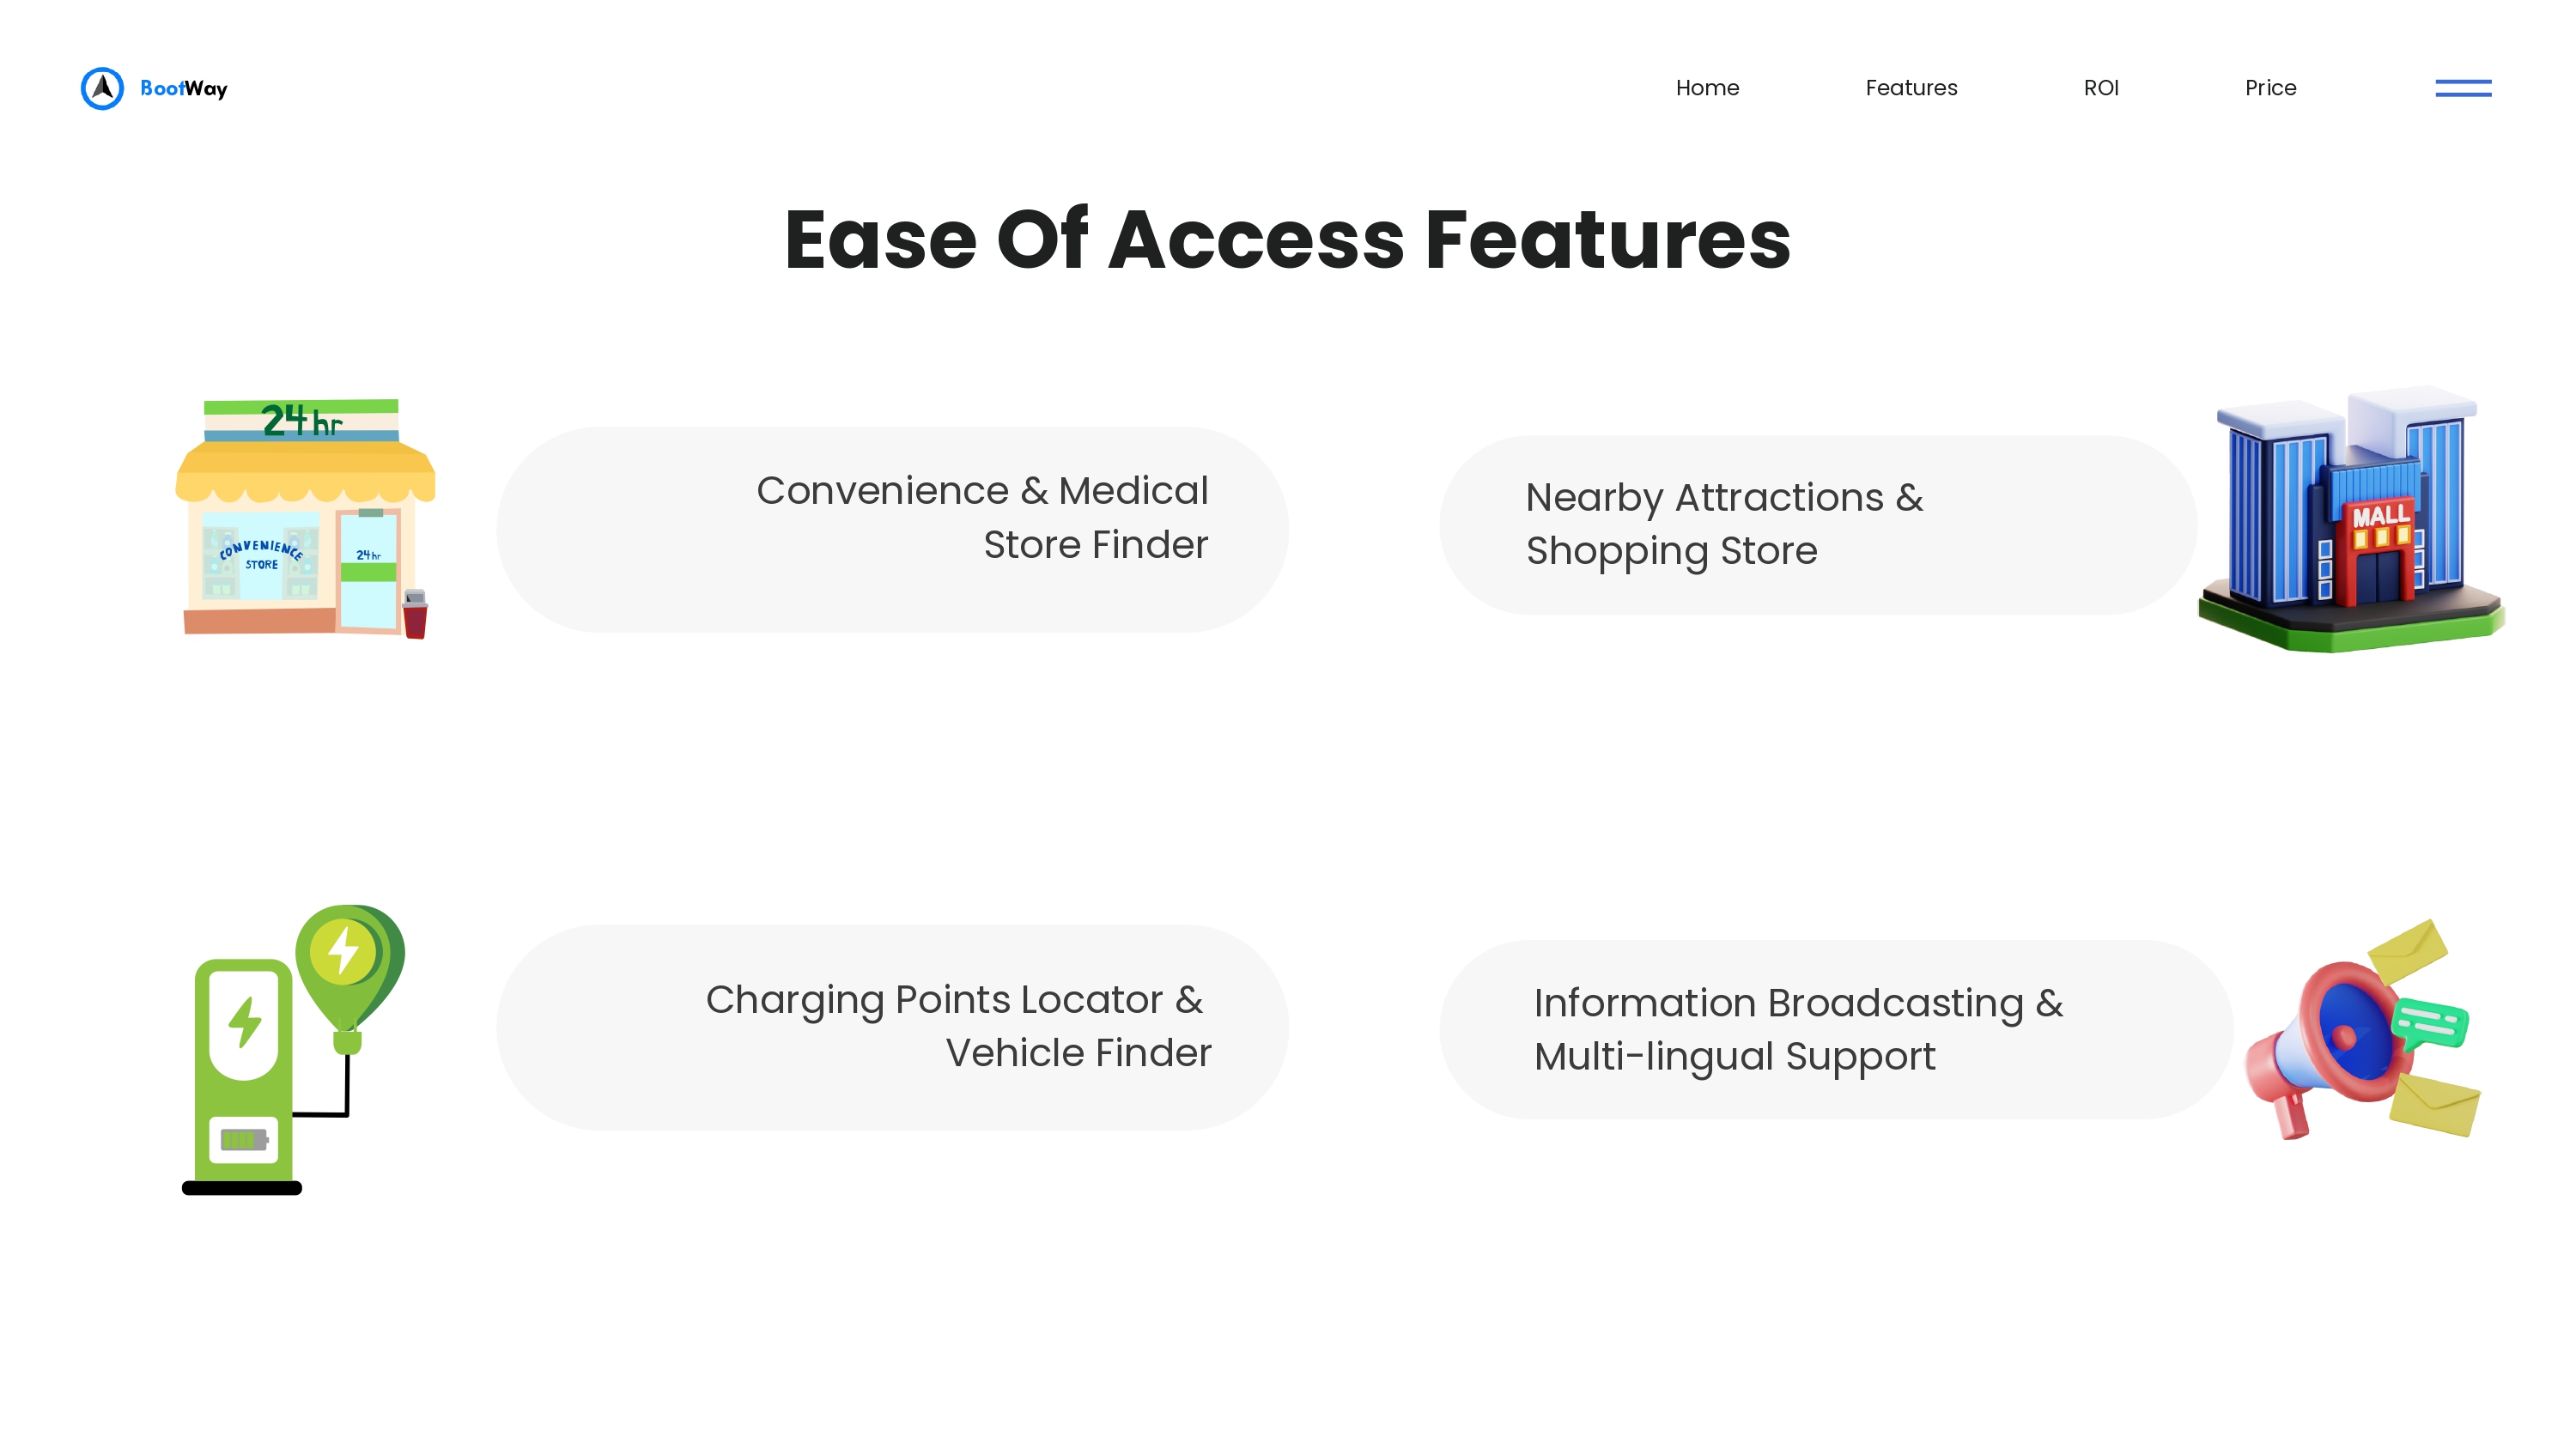 BootWay
Home Features ROI Price
Ease Of Access Features
24hr
CONVENIENCE
STORE
24hr
Convenience & Medical
Store Finder
Nearby Attractions &
Shopping Store
MALL
Charging Points Locator &
Vehicle Finder
Information Broadcasting &
Multi-lingual Support